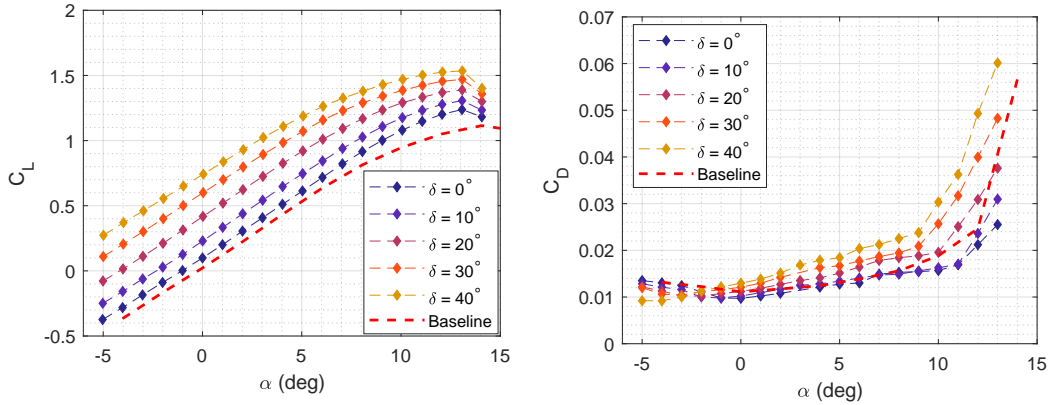 C_L
1.5
1
0.5
0
-0.5
-5
0
5
10
15
α (deg)
δ = 0°
δ = 10°
δ = 20°
δ = 30°
δ = 40°
Baseline
C_D
0.07
0.06
0.05
0.04
0.03
0.02
0.01
0
-5
0
5
10
15
α (deg)
δ = 0°
δ = 10°
δ = 20°
δ = 30°
δ = 40°
Baseline
2